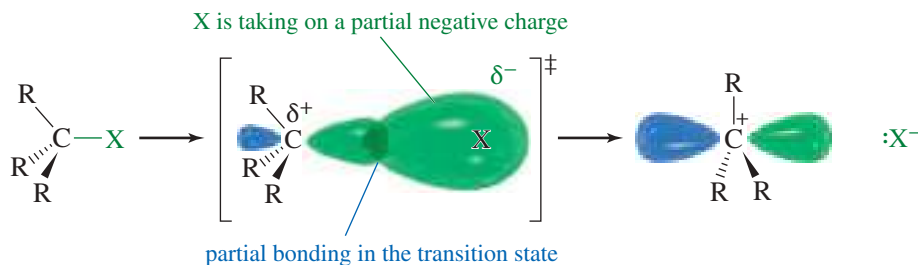 X is taking on a partial negative charge
δ− ‡
R R δ+ R
C—X C X C+ :X−
R R R R R R
partial bonding in the transition state